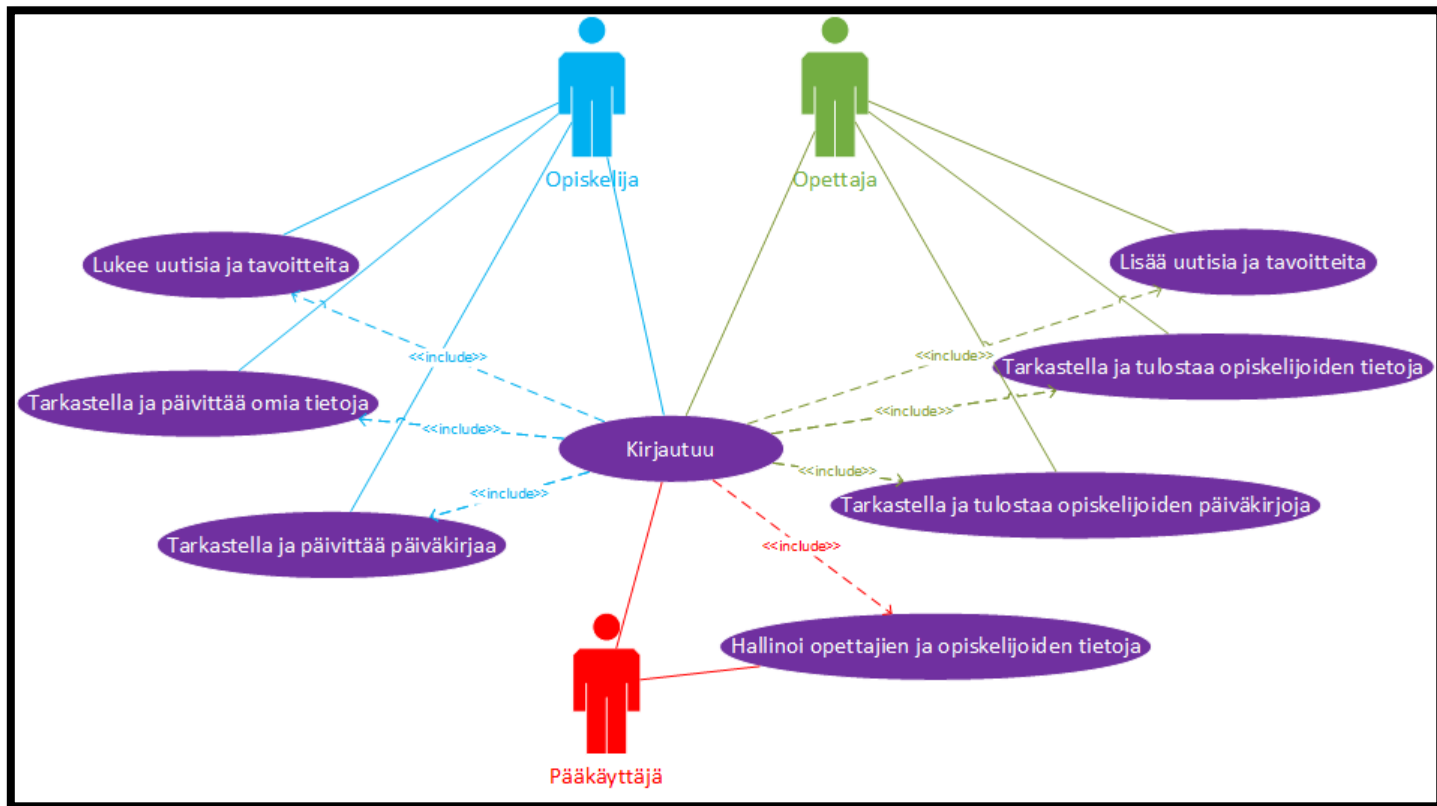 Opiskelija
Opettaja
Lukee uutisia ja tavoitteita
Lisää uutisia ja tavoitteita
<<include>>
<<include>>
Tarkastella ja tulostaa opiskelijoiden tietoja
Tarkastella ja päivittää omia tietoja
<<include>>
<<include>>
Kirjautuu
<<include>>
<<include>>
Tarkastella ja tulostaa opiskelijoiden päiväkirjoja
Tarkastella ja päivittää päiväkirjaa
<<include>>
Hallinoi opettajien ja opiskelijoiden tietoja
Pääkäyttäjä